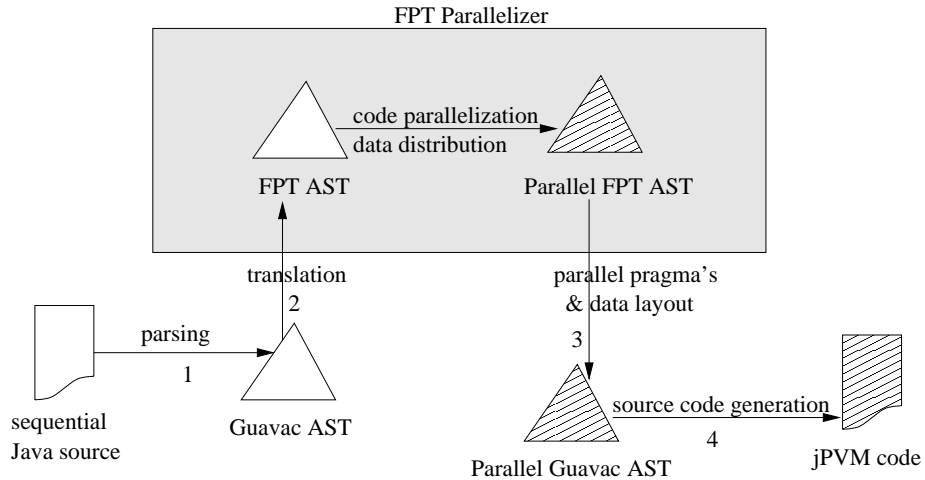 FPT Parallelizer
code parallelization
data distribution
FPT AST
Parallel FPT AST
translation
2
parallel pragma's
& data layout
3
parsing
1
sequential
Java source
Guavac AST
source code generation
4
Parallel Guavac AST
jPVM code